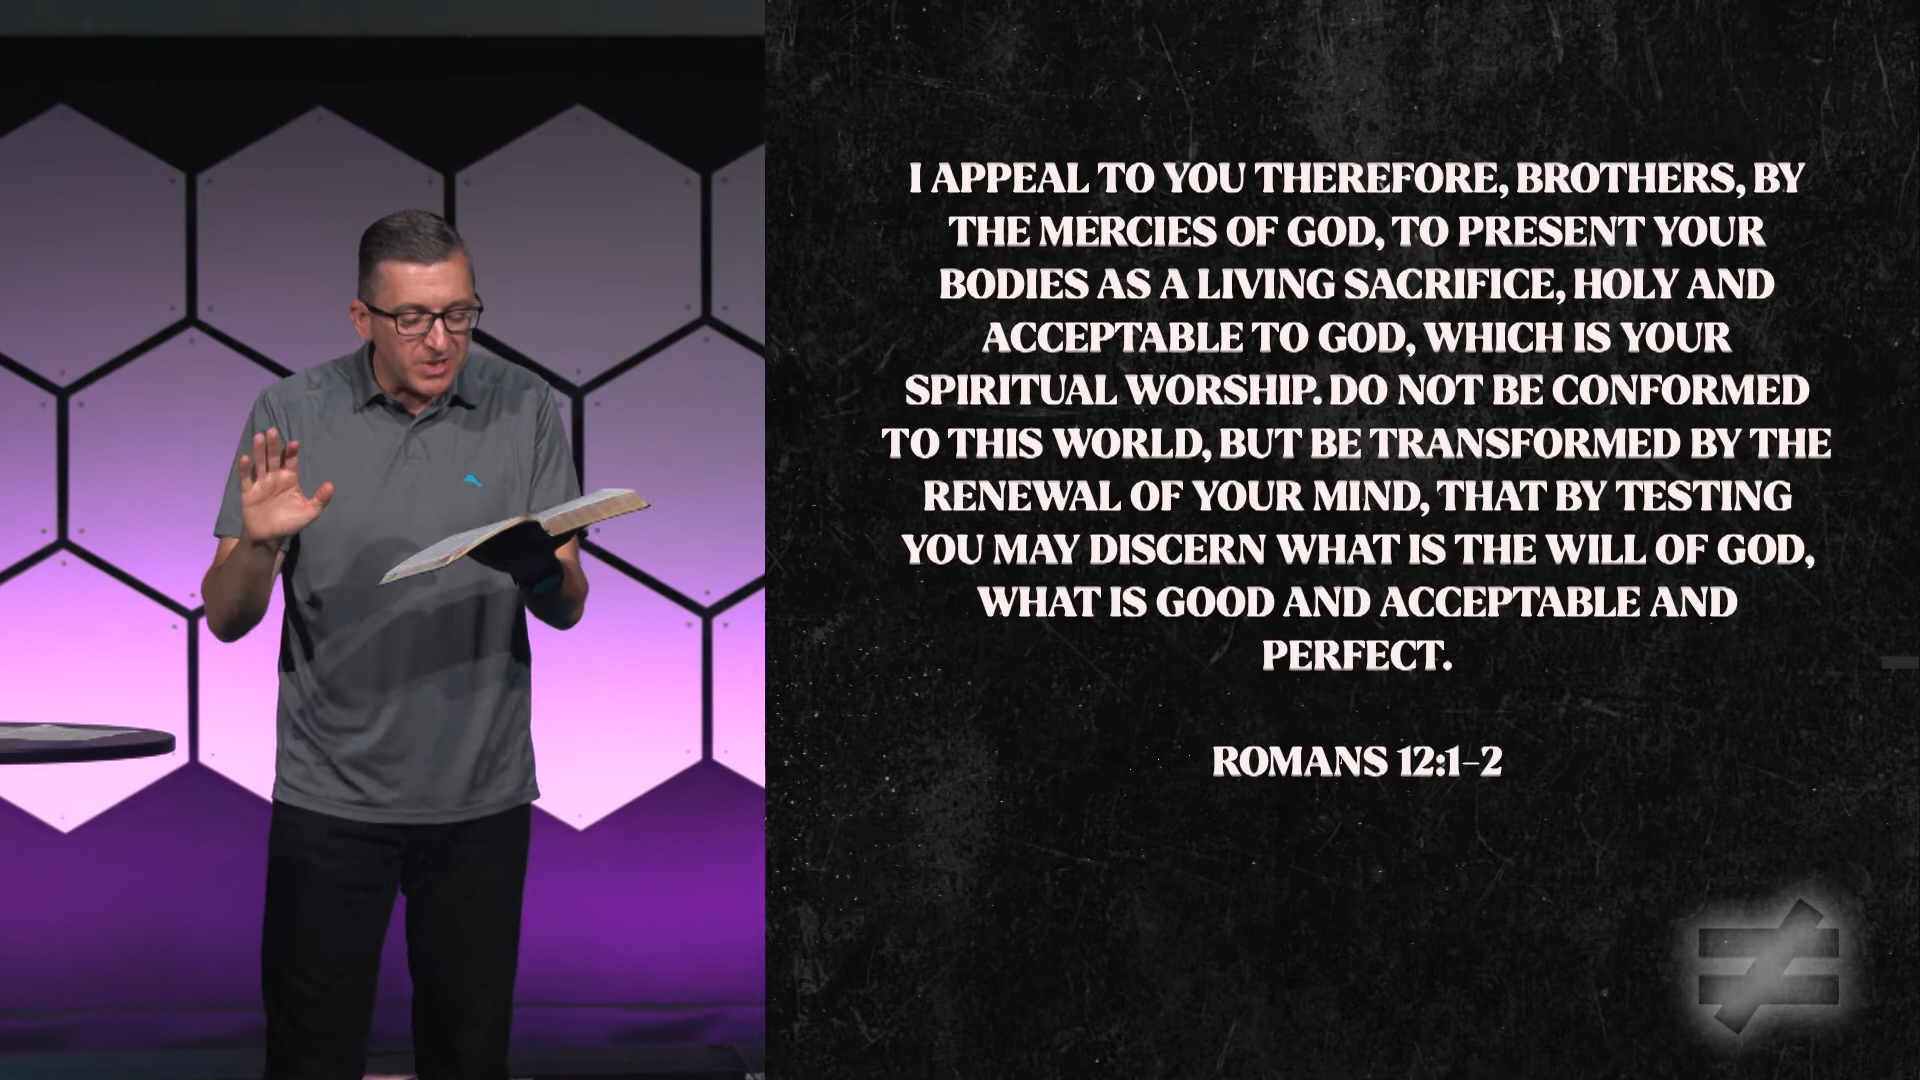 I APPEAL TO YOU THEREFORE, BROTHERS, BY
THE MERCIES OF GOD, TO PRESENT YOUR
BODIES AS A LIVING SACRIFICE, HOLY AND
ACCEPTABLE TO GOD, WHICH IS YOUR
SPIRITUAL WORSHIP. DO NOT BE CONFORMED
TO THIS WORLD, BUT BE TRANSFORMED BY THE
RENEWAL OF YOUR MIND, THAT BY TESTING
YOU MAY DISCERN WHAT IS THE WILL OF GOD,
WHAT IS GOOD AND ACCEPTABLE AND
PERFECT.
ROMANS 12:1–2